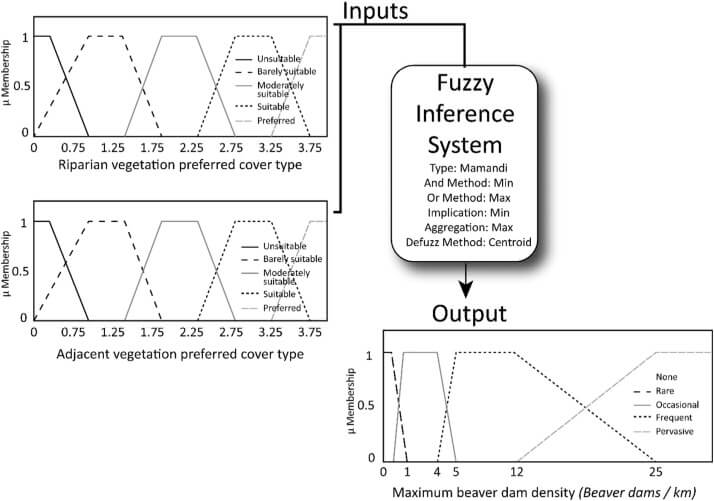 Inputs
1
0.5
0
μ Membership
Unsuitable
Barely suitable
Moderately
suitable
Suitable
Preferred
0 0.75 1.25 1.75 2.25 2.75 3.25 3.75
Riparian vegetation preferred cover type
1
0.5
0
μ Membership
Unsuitable
Barely suitable
Moderately
suitable
Suitable
Preferred
0 0.75 1.25 1.75 2.25 2.75 3.25 3.75
Adjacent vegetation preferred cover type
Fuzzy
Inference
System
Type: Mamandi
And Method: Min
Or Method: Max
Implication: Min
Aggregation: Max
Defuzz Method: Centroid
Output
1
0.5
0
μ Membership
None
Rare
Occasional
Frequent
Pervasive
0 1 4 5 12 25
Maximum beaver dam density (Beaver dams / km)